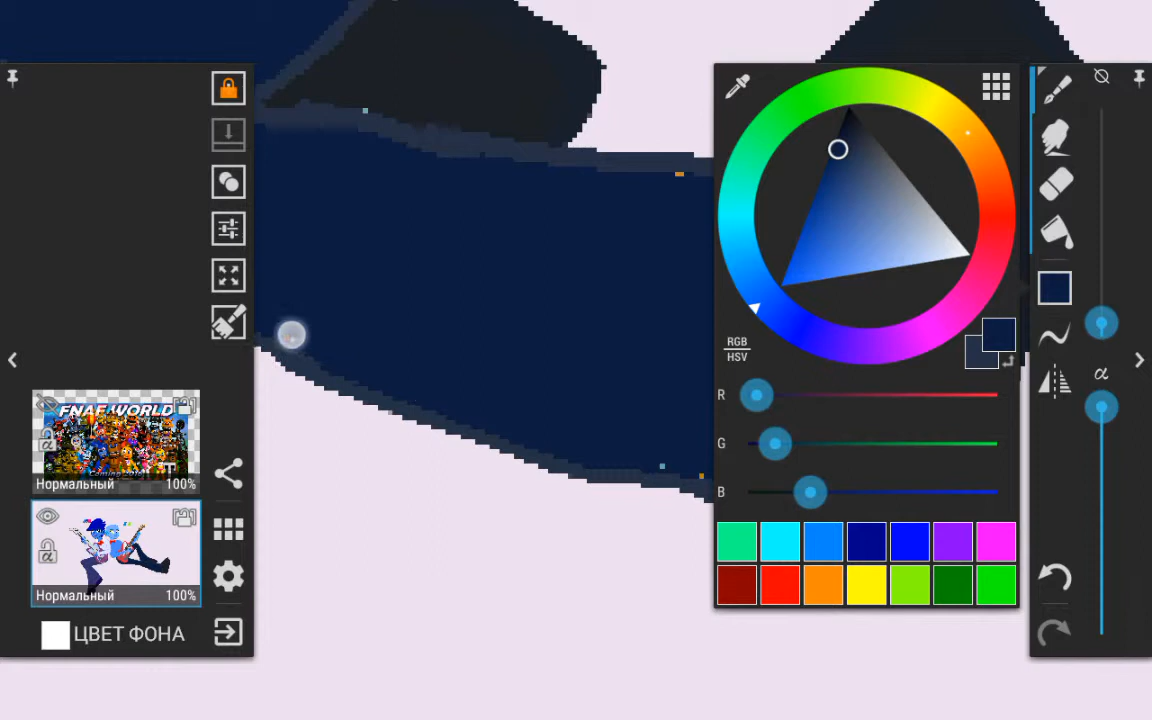 FNAF WORLD
Нормальный 100%
Нормальный 100%
ЦВЕТ ФОНА
RGB
HSV
R
G
B
α
α
α